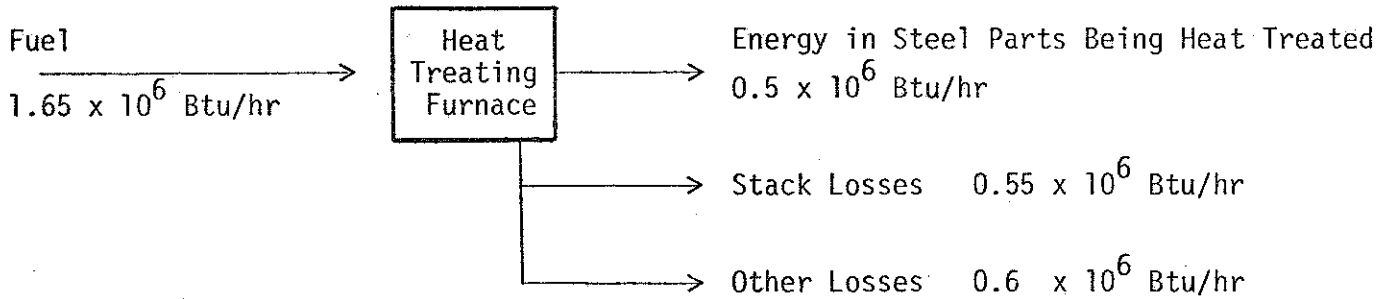 Fuel
1.65 x 10^6 Btu/hr
Heat
Treating
Furnace
Energy in Steel Parts Being Heat Treated
0.5 x 10^6 Btu/hr
Stack Losses 0.55 x 10^6 Btu/hr
Other Losses 0.6 x 10^6 Btu/hr